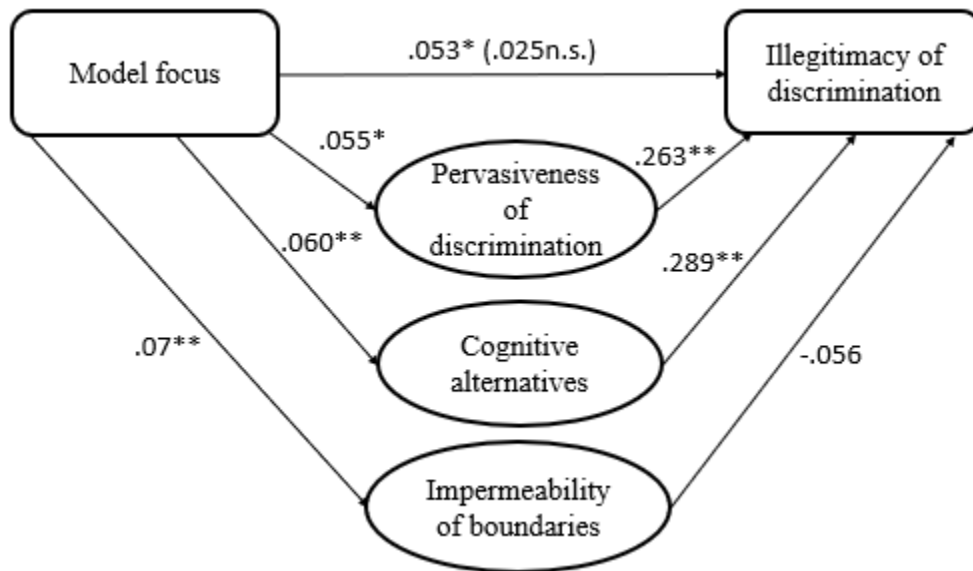 Model focus
.053* (.025n.s.)
Illegitimacy of
discrimination
.055*
Pervasiveness
of
discrimination
.263**
.060**
.289**
Cognitive
alternatives
.07**
-.056
Impermeability
of boundaries